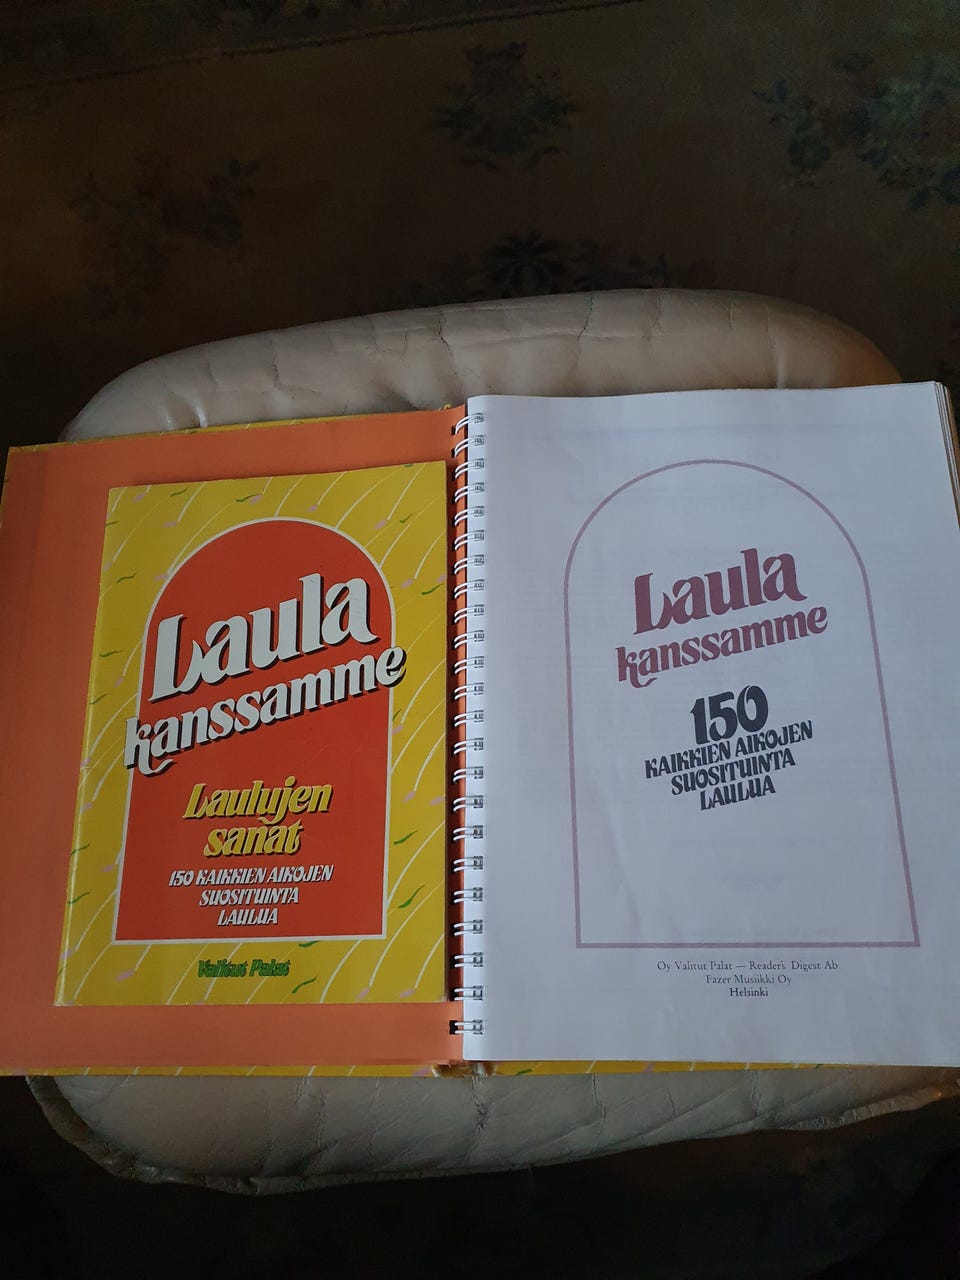 Laula
kanssamme
Laulujen
sanat
150 KAIKKIEN AIKOJEN
SUOSITUINTA
LAULUA
Valitut Palat
Laula
kanssamme
150
KAIKKIEN AIKOJEN
SUOSITUINTA
LAULUA
Oy Valitut Palat — Reader's Digest Ab
Fazer Musiikki Oy
Helsinki